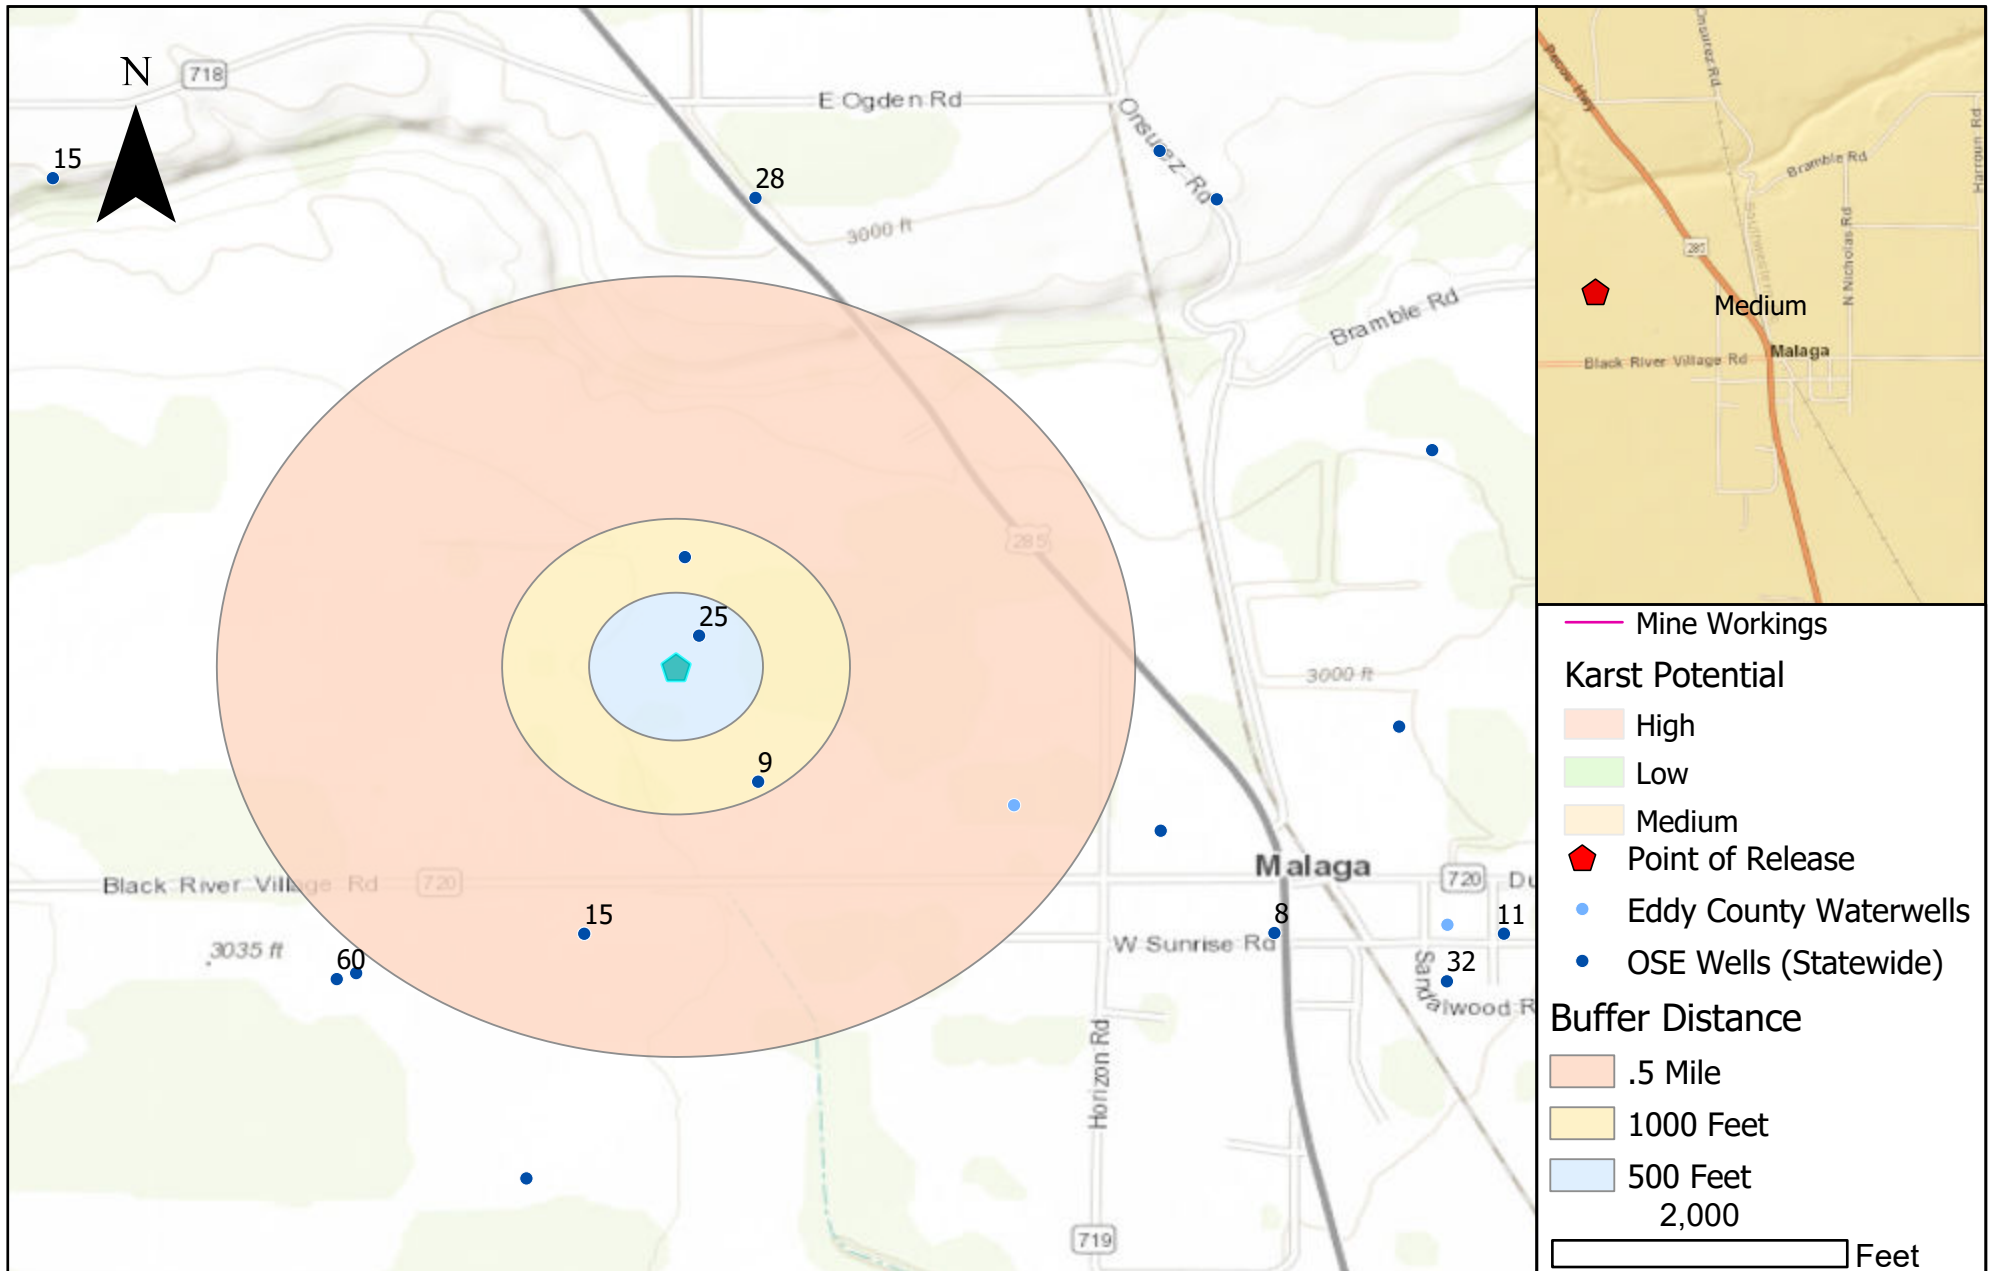 N
718
E Ogden Rd
Onsurez Rd
15
28
3000 ft
Bramble Rd
285
25
9
3000 ft
Malaga
Black River Village Rd
720
720
Du
15
8
11
W Sunrise Rd
3035 ft
60
32
Sandalwood R
Horizon Rd
719
Pecos Hwy
Onsurez Rd
Bramble Rd
Harroun Rd
N Nicholas Rd
Southwestern
285
Medium
Malaga
Black River Village Rd
Mine Workings
Karst Potential
High
Low
Medium
Point of Release
Eddy County Waterwells
OSE Wells (Statewide)
Buffer Distance
.5 Mile
1000 Feet
500 Feet
2,000
Feet